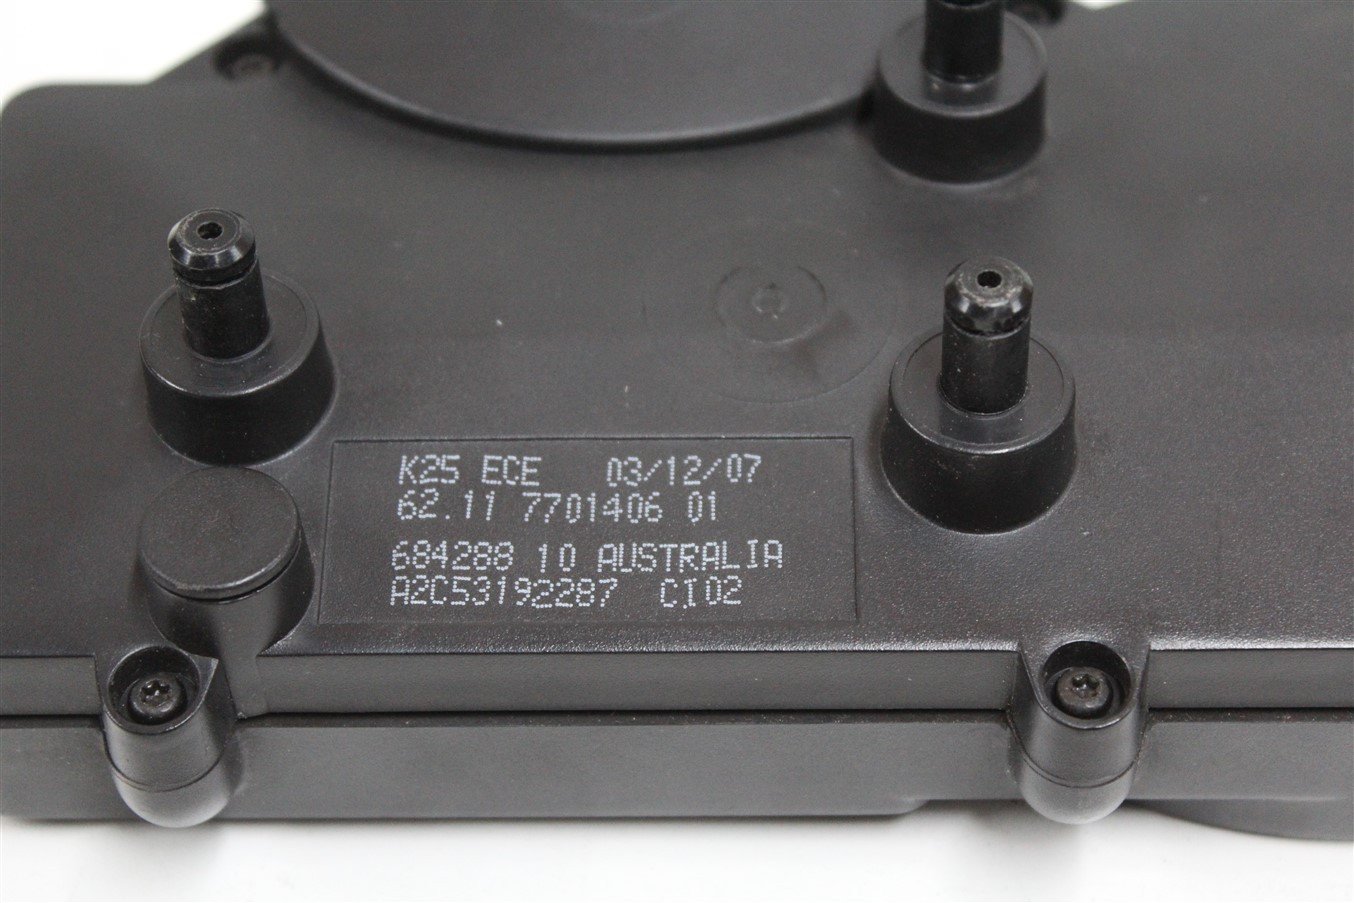 K25 ECE 03/12/07
62.11 7701406 01
684288 10 AUSTRALIA
A2C53192287 CI02